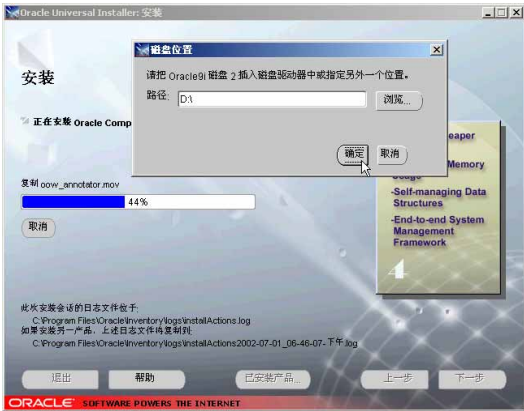 Oracle Universal Installer: 安装
磁盘位置
请把 Oracle9i 磁盘 2 插入磁盘驱动器中或指定另外一个位置。
路径: D:\
浏览...
确定
取消
安装
正在安装 Oracle Comp
复制 oow_annotator.mov
44%
取消
eaper
Memory
-Self-managing Data
Structures
-End-to-end System
Management
Framework
4
此次安装会话的日志文件位于:
C:\Program Files\Oracle\Inventory\logs\installActions.log
如果安装另一产品，上述日志文件将复制到:
C:\Program Files\Oracle\Inventory\logs\installActions2002-07-01_06-46-07-下午.log
退出
帮助
已安装产品...
上一步
下一步
ORACLE SOFTWARE POWERS THE INTERNET